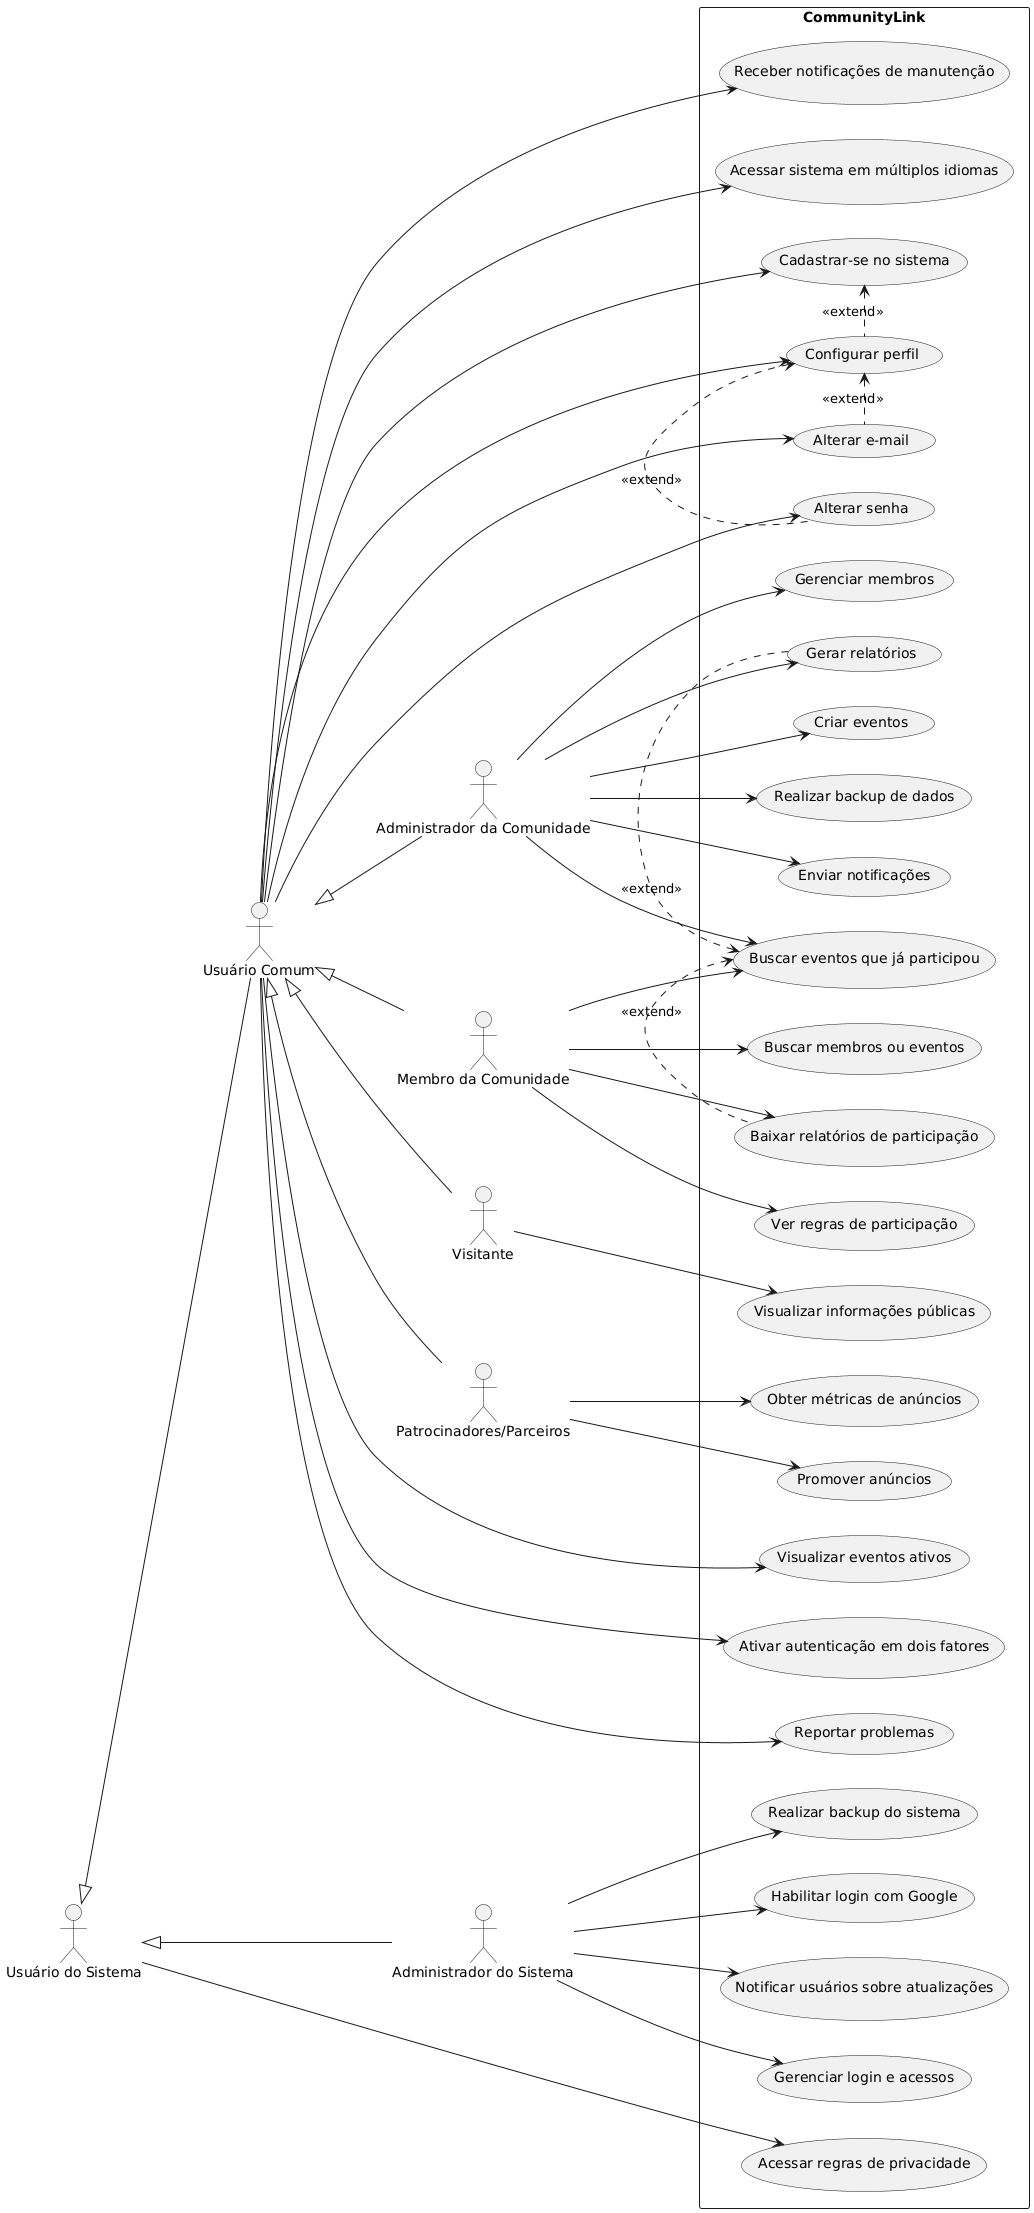 CommunityLink
Receber notificações de manutenção
Acessar sistema em múltiplos idiomas
Cadastrar-se no sistema
«extend»
Configurar perfil
«extend»
Alterar e-mail
«extend»
Alterar senha
Gerenciar membros
Gerar relatórios
Criar eventos
Realizar backup de dados
Administrador da Comunidade
Enviar notificações
«extend»
Buscar eventos que já participou
Usuário Comum
«extend»
Buscar membros ou eventos
Membro da Comunidade
Baixar relatórios de participação
Ver regras de participação
Visitante
Visualizar informações públicas
Obter métricas de anúncios
Patrocinadores/Parceiros
Promover anúncios
Visualizar eventos ativos
Ativar autenticação em dois fatores
Reportar problemas
Realizar backup do sistema
Habilitar login com Google
Usuário do Sistema
Administrador do Sistema
Notificar usuários sobre atualizações
Gerenciar login e acessos
Acessar regras de privacidade